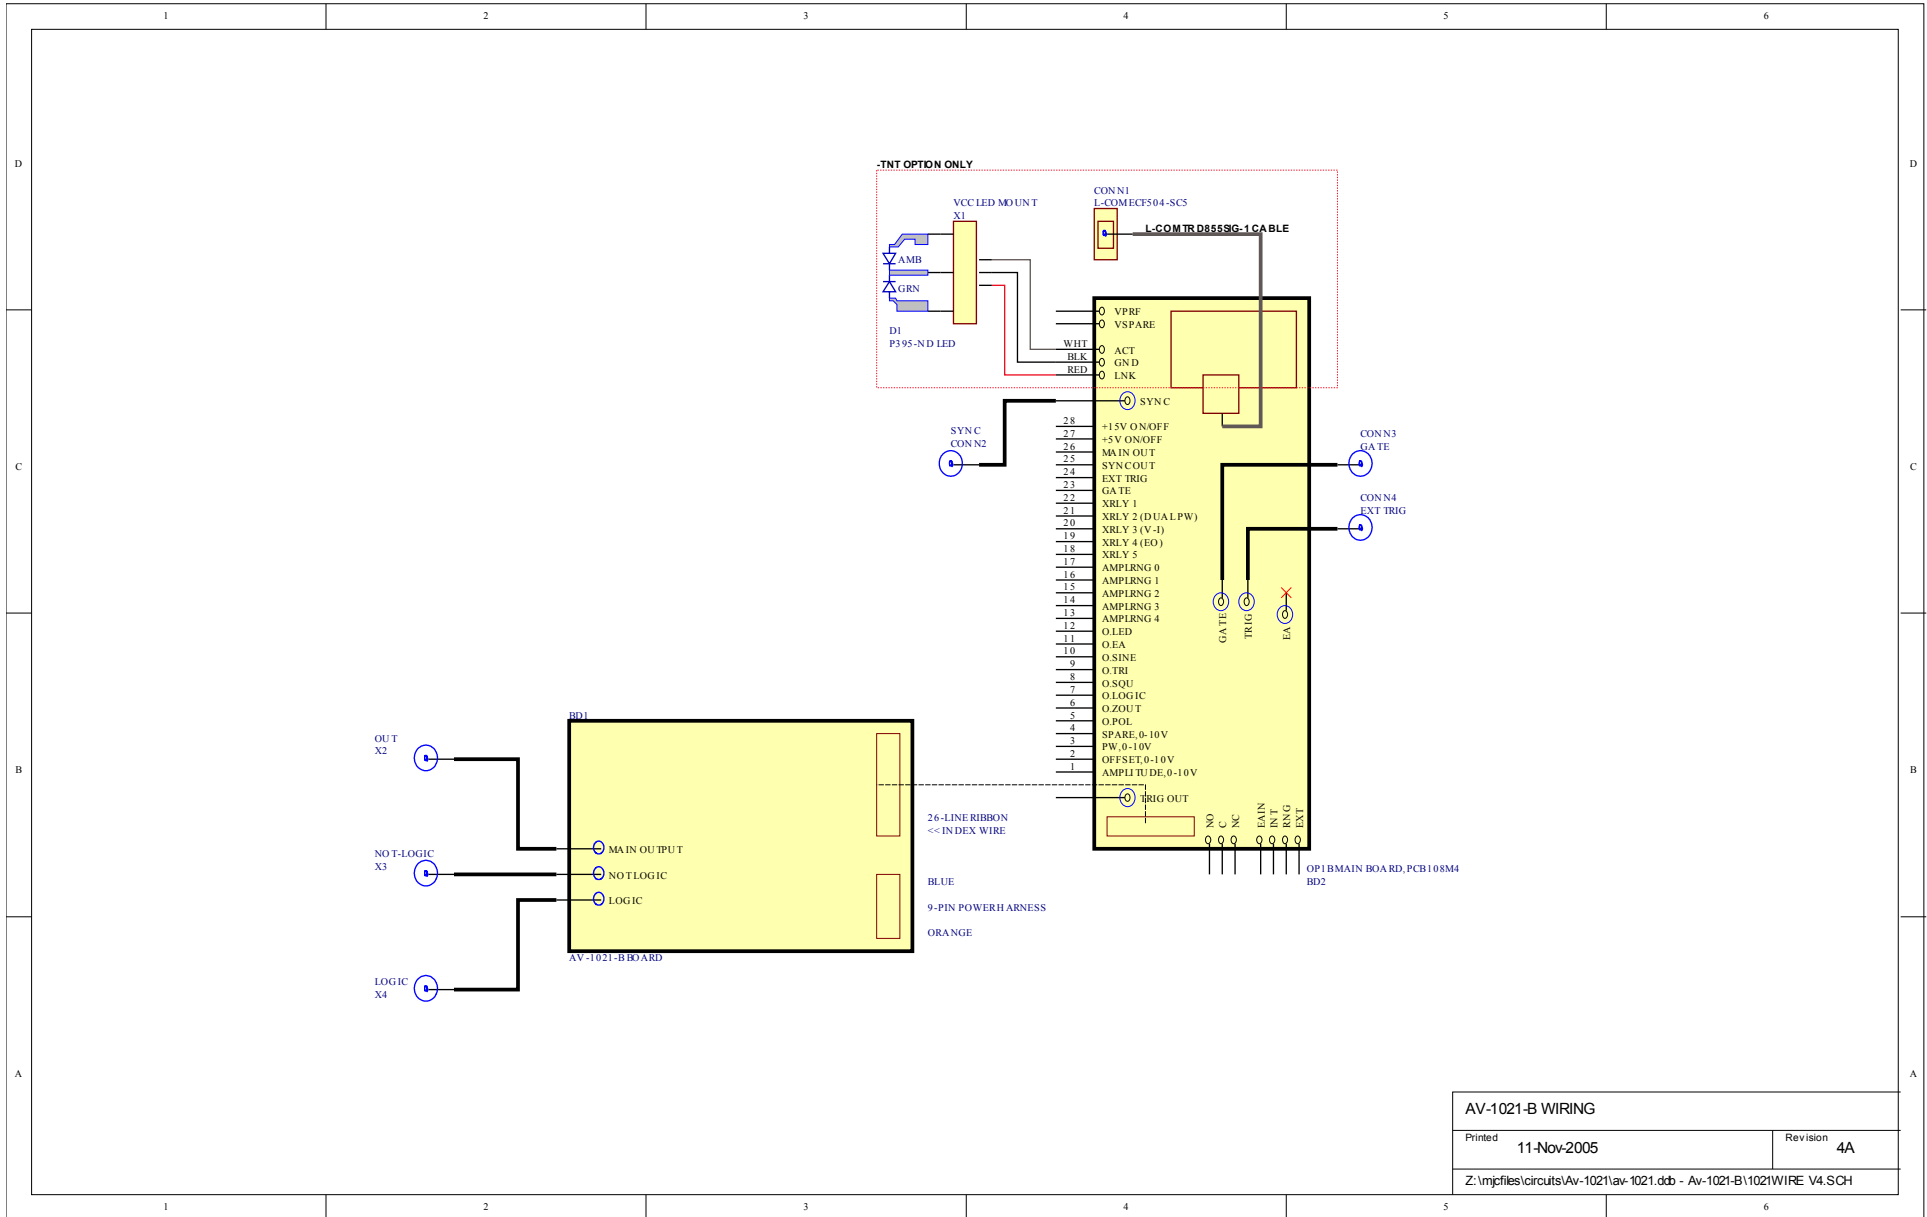 1 2 3 4 5 6
D D
-TNT OPTION ONLY
CONN1
L-COM ECF504-SC5
VCC LED MOUNT
X1
L-COM TRD855SIG-1 CABLE
AMB
GRN
D1
P395-ND LED
VPRF
VSPARE
WHT ACT
BLK GND
RED LNK
SYNC
SYNC
CONN2
CONN3
GATE
CONN4
EXT TRIG
C C
28 +15V ON/OFF
27 +5V ON/OFF
26 MAIN OUT
25 SYNC OUT
24 EXT TRIG
23 GATE
22 XRLY 1
21 XRLY 2 (DUAL PW)
20 XRLY 3 (V-I)
19 XRLY 4 (EO)
18 XRLY 5
17 AMPLRNG 0
16 AMPLRNG 1
15 AMPLRNG 2
14 AMPLRNG 3
13 AMPLRNG 4
12 O.LED
11 O.EA
10 O.SINE
9 O.TRI
8 O.SQU
7 O.LOGIC
6 O.ZOUT
5 O.POL
4 SPARE, 0-10V
3 PW, 0-10V
2 OFFSET, 0-10V
1 AMPLITUDE, 0-10V
TRIG OUT
GATE
TRIG
EA
NO
C
NC
EA IN
INT
RNG
EXT
OP1B MAIN BOARD, PCB108M4
BD2
B B
BD1
OUT
X2
NOT-LOGIC
X3
LOGIC
X4
MAIN OUTPUT
NOT LOGIC
LOGIC
AV-1021-B BOARD
26-LINE RIBBON
<< INDEX WIRE
BLUE
9-PIN POWER HARNESS
ORANGE
A A
AV-1021-B WIRING
Printed 11-Nov-2005
Revision 4A
Z:\mjcfiles\circuits\Av-1021\av-1021.ddb - Av-1021-B\1021WIRE V4.SCH
1 2 3 4 5 6